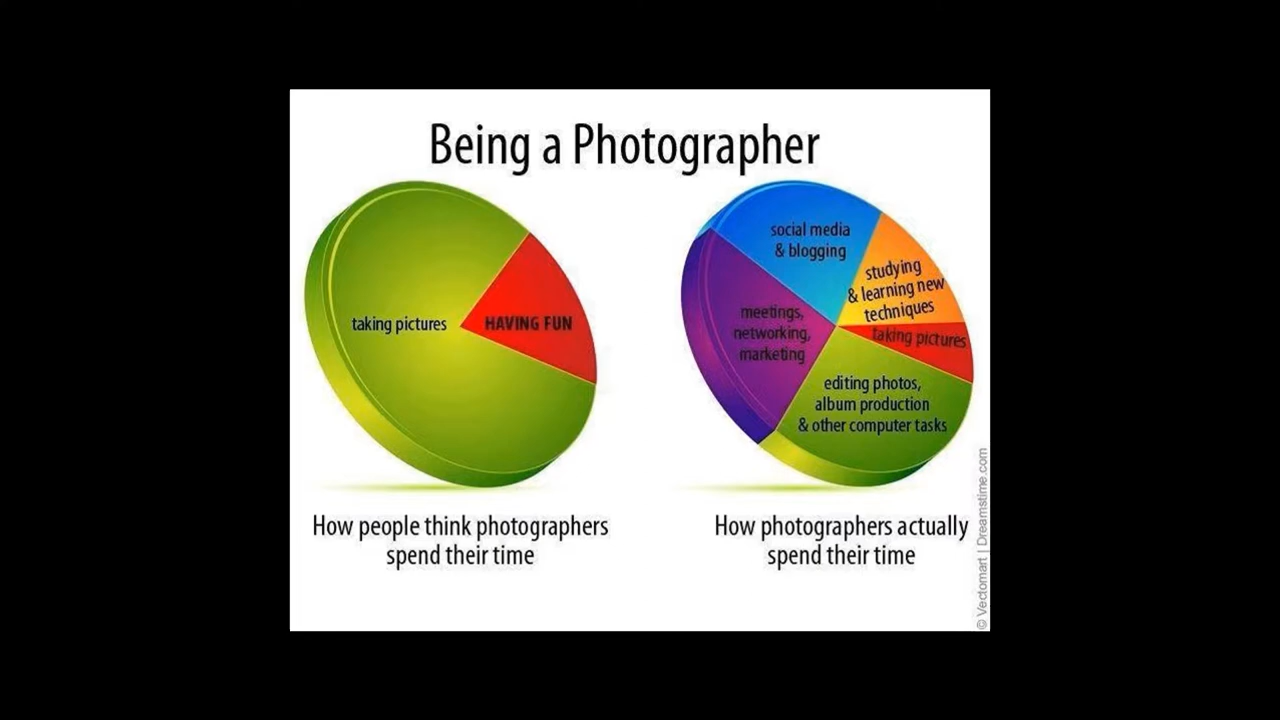 Being a Photographer
taking pictures
HAVING FUN
How people think photographers
spend their time
social media
& blogging
studying
& learning new
techniques
taking pictures
meetings,
networking,
marketing
editing photos,
album production
& other computer tasks
How photographers actually
spend their time
© Vectomart | Dreamstime.com